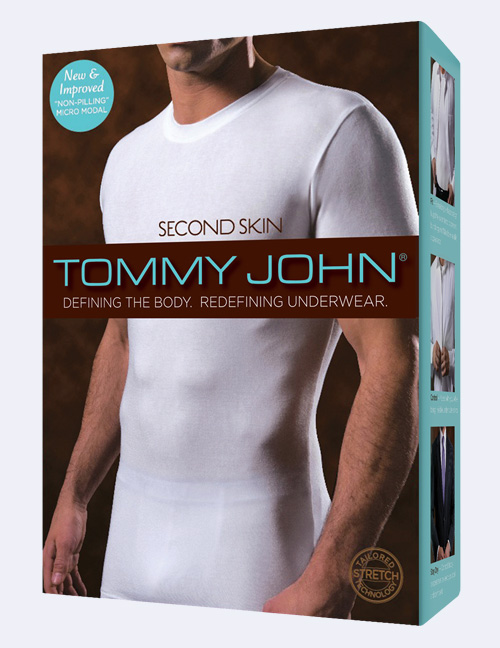 New &
Improved
"NON-PILLING"
MICRO MODAL
SECOND SKIN
TOMMY JOHN®
DEFINING THE BODY. REDEFINING UNDERWEAR.
TAILORED
STRETCH
TECHNOLOGY